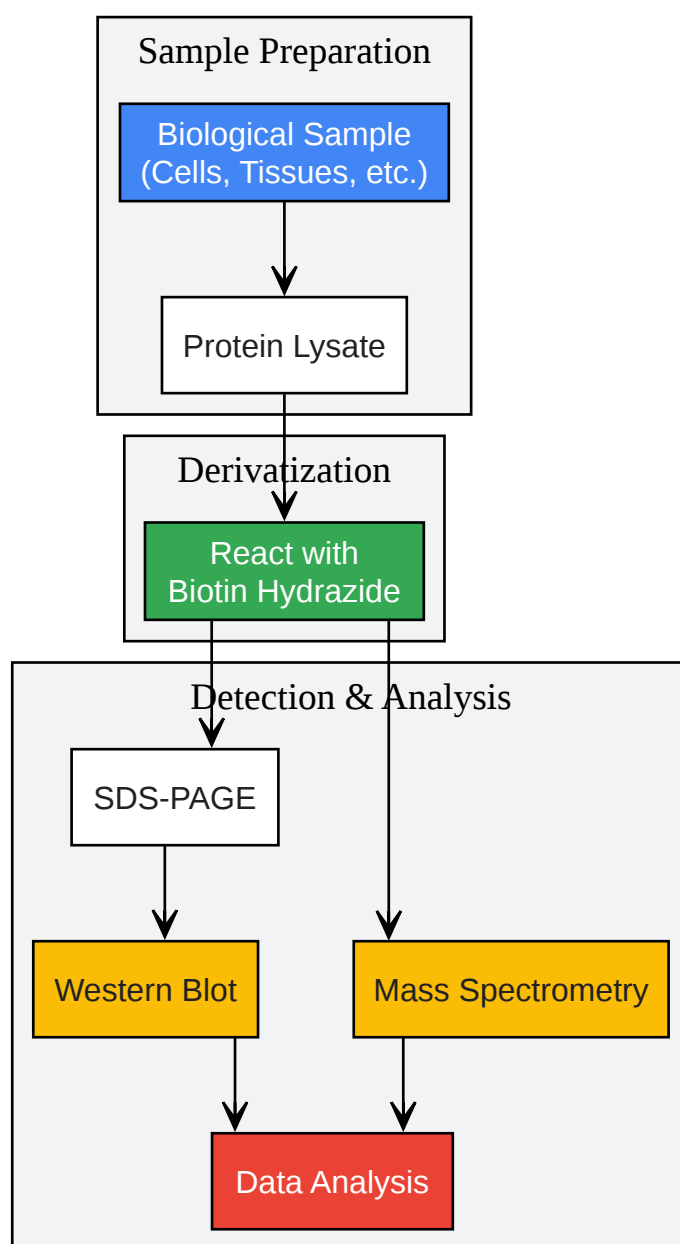 Sample Preparation
Biological Sample
(Cells, Tissues, etc.)
Protein Lysate
Derivatization
React with
Biotin Hydrazide
Detection & Analysis
SDS-PAGE
Western Blot
Mass Spectrometry
Data Analysis